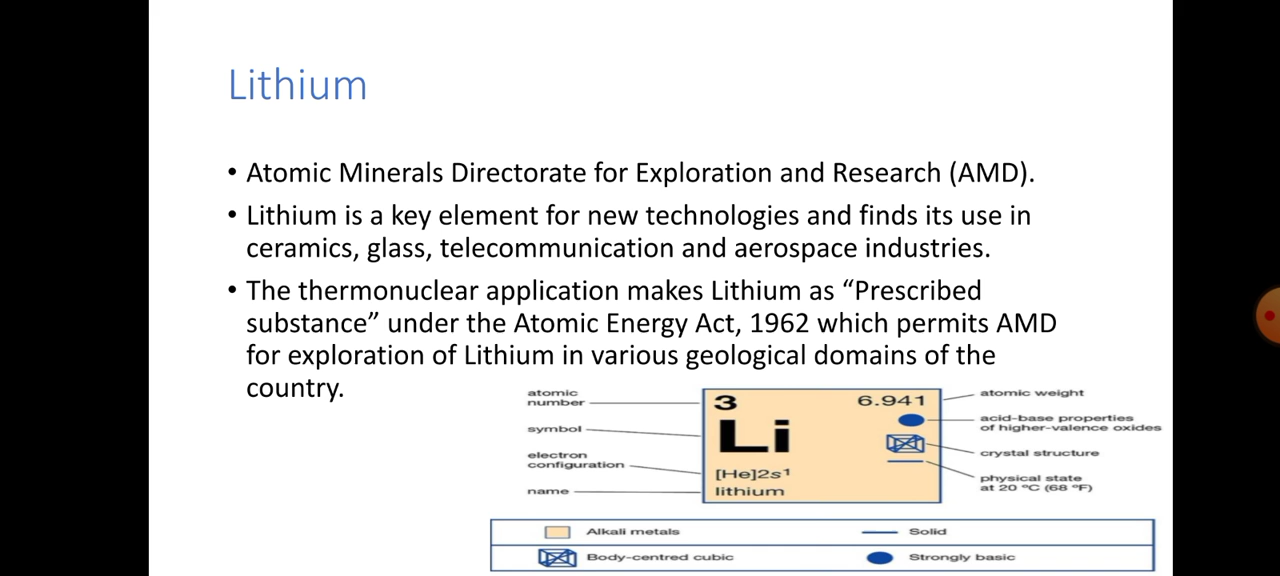 Lithium
• Atomic Minerals Directorate for Exploration and Research (AMD).
• Lithium is a key element for new technologies and finds its use in
ceramics, glass, telecommunication and aerospace industries.
• The thermonuclear application makes Lithium as “Prescribed
substance” under the Atomic Energy Act, 1962 which permits AMD
for exploration of Lithium in various geological domains of the
country.
atomic
number
symbol
electron
configuration
name
3
6.941
Li
[He]2s¹
lithium
atomic weight
acid-base properties
of higher-valence oxides
crystal structure
physical state
at 20 °C (68 °F)
Alkali metals
Solid
Body-centred cubic
Strongly basic